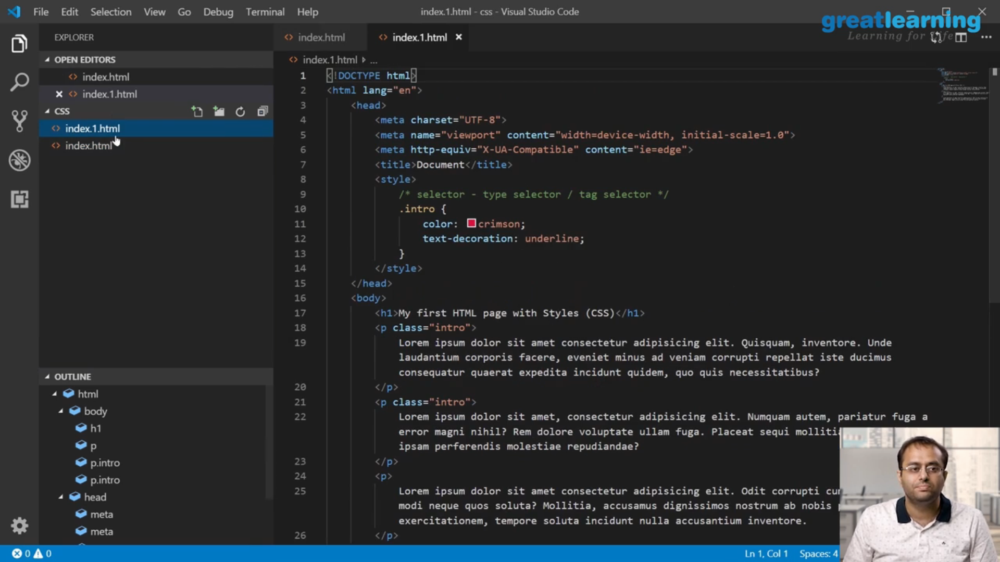 File Edit Selection View Go Debug Terminal Help
index.1.html - css - Visual Studio Code
greatlearning
Learning for Life
EXPLORER
OPEN EDITORS
index.html
index.1.html
CSS
index.1.html
index.html
OUTLINE
html
body
h1
p
p.intro
p.intro
head
meta
meta
index.html
index.1.html
index.1.html ...
1 <!DOCTYPE html>
2 <html lang="en">
3 <head>
4 <meta charset="UTF-8">
5 <meta name="viewport" content="width=device-width, initial-scale=1.0">
6 <meta http-equiv="X-UA-Compatible" content="ie=edge">
7 <title>Document</title>
8 <style>
9 /* selector - type selector / tag selector */
10 .intro {
11 color: crimson;
12 text-decoration: underline;
13 }
14 </style>
15 </head>
16 <body>
17 <h1>My first HTML page with Styles (CSS)</h1>
18 <p class="intro">
19 Lorem ipsum dolor sit amet consectetur adipisicing elit. Quisquam, inventore. Unde
laudantium corporis facere, eveniet minus ad veniam corrupti repellat iste ducimus
consequatur quaerat expedita incidunt quidem, quo quis necessitatibus?
20 </p>
21 <p class="intro">
22 Lorem ipsum dolor sit amet, consectetur adipisicing elit. Numquam autem, pariatur fuga a
error magni nihil? Rem dolore voluptate ullam fuga. Placeat sequi
ipsam perferendis molestiae repudiandae?
23 </p>
24 <p>
25 Lorem ipsum dolor sit amet consectetur adipisicing elit. Odit corrupti
modi neque quos soluta? Mollitia, accusamus dignissimos nostrum ab nobis
exercitationem, tempore soluta incidunt nulla accusantium inventore.
26 </p>
0 0
Ln 1, Col 1 Spaces: 4